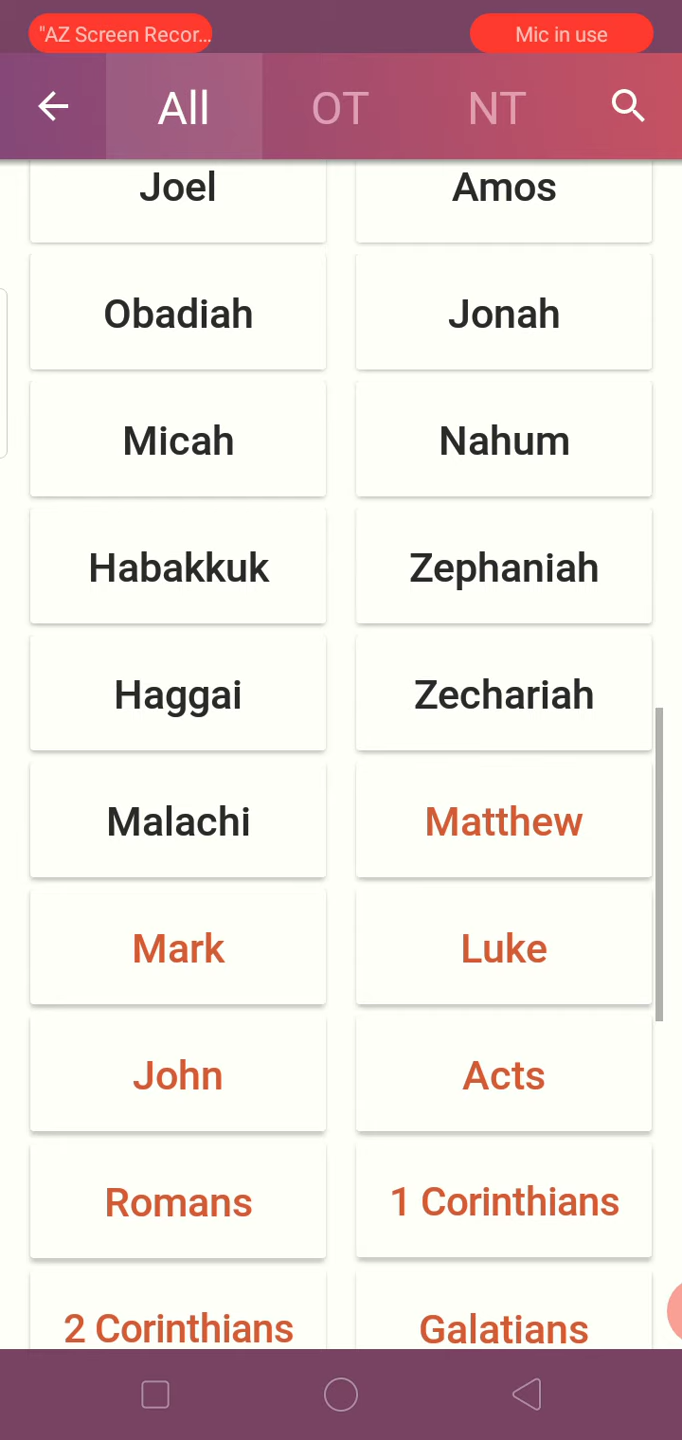 "AZ Screen Recor... Mic in use
All OT NT
Joel Amos
Obadiah Jonah
Micah Nahum
Habakkuk Zephaniah
Haggai Zechariah
Malachi Matthew
Mark Luke
John Acts
Romans 1 Corinthians
2 Corinthians Galatians